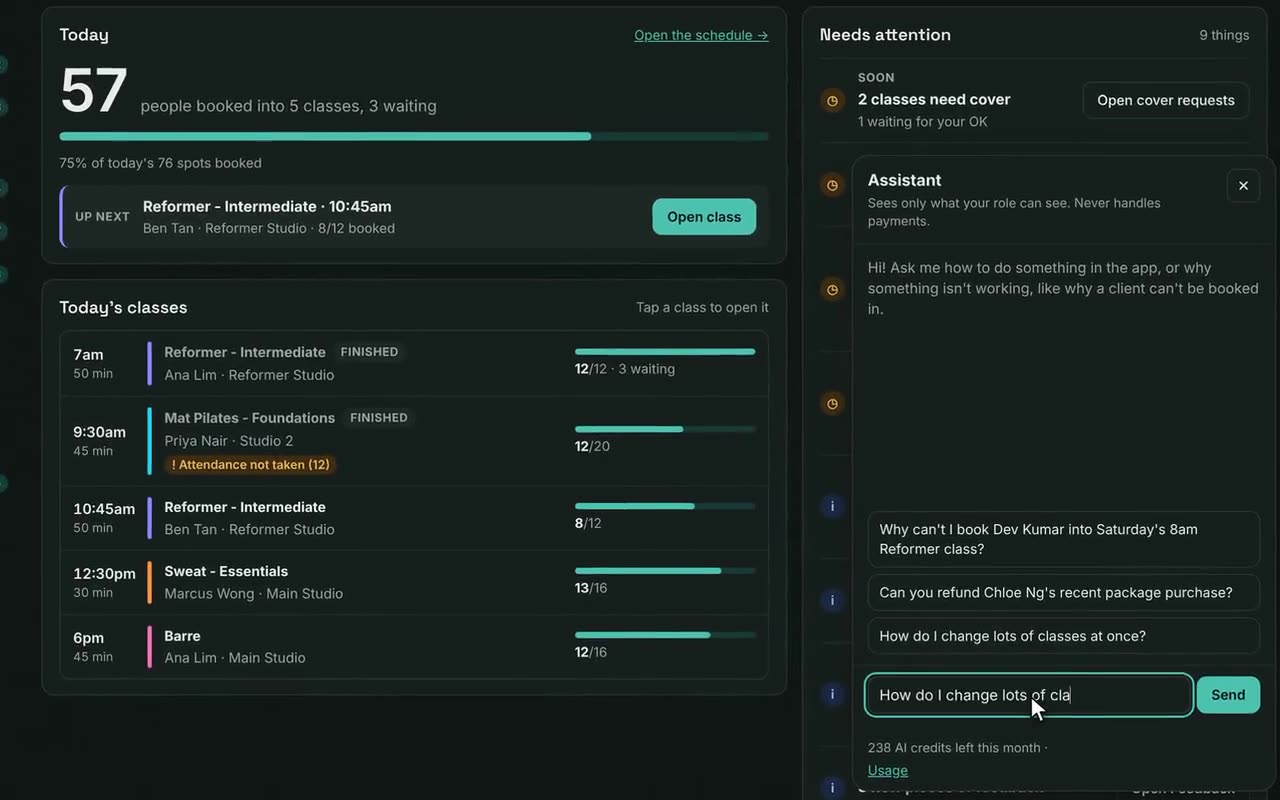 Today
Open the schedule →
57 people booked into 5 classes, 3 waiting
75% of today's 76 spots booked
UP NEXT
Reformer - Intermediate · 10:45am
Ben Tan · Reformer Studio · 8/12 booked
Open class
Today's classes
Tap a class to open it
7am
50 min
Reformer - Intermediate FINISHED
Ana Lim · Reformer Studio
12/12 · 3 waiting
9:30am
45 min
Mat Pilates - Foundations FINISHED
Priya Nair · Studio 2
! Attendance not taken (12)
12/20
10:45am
50 min
Reformer - Intermediate
Ben Tan · Reformer Studio
8/12
12:30pm
30 min
Sweat - Essentials
Marcus Wong · Main Studio
13/16
6pm
45 min
Barre
Ana Lim · Main Studio
12/16
Needs attention
9 things
SOON
2 classes need cover
1 waiting for your OK
Open cover requests
Assistant
Sees only what your role can see. Never handles
payments.
Hi! Ask me how to do something in the app, or why
something isn't working, like why a client can't be booked
in.
Why can't I book Dev Kumar into Saturday's 8am
Reformer class?
Can you refund Chloe Ng's recent package purchase?
How do I change lots of classes at once?
How do I change lots of cla
Send
238 AI credits left this month ·
Usage